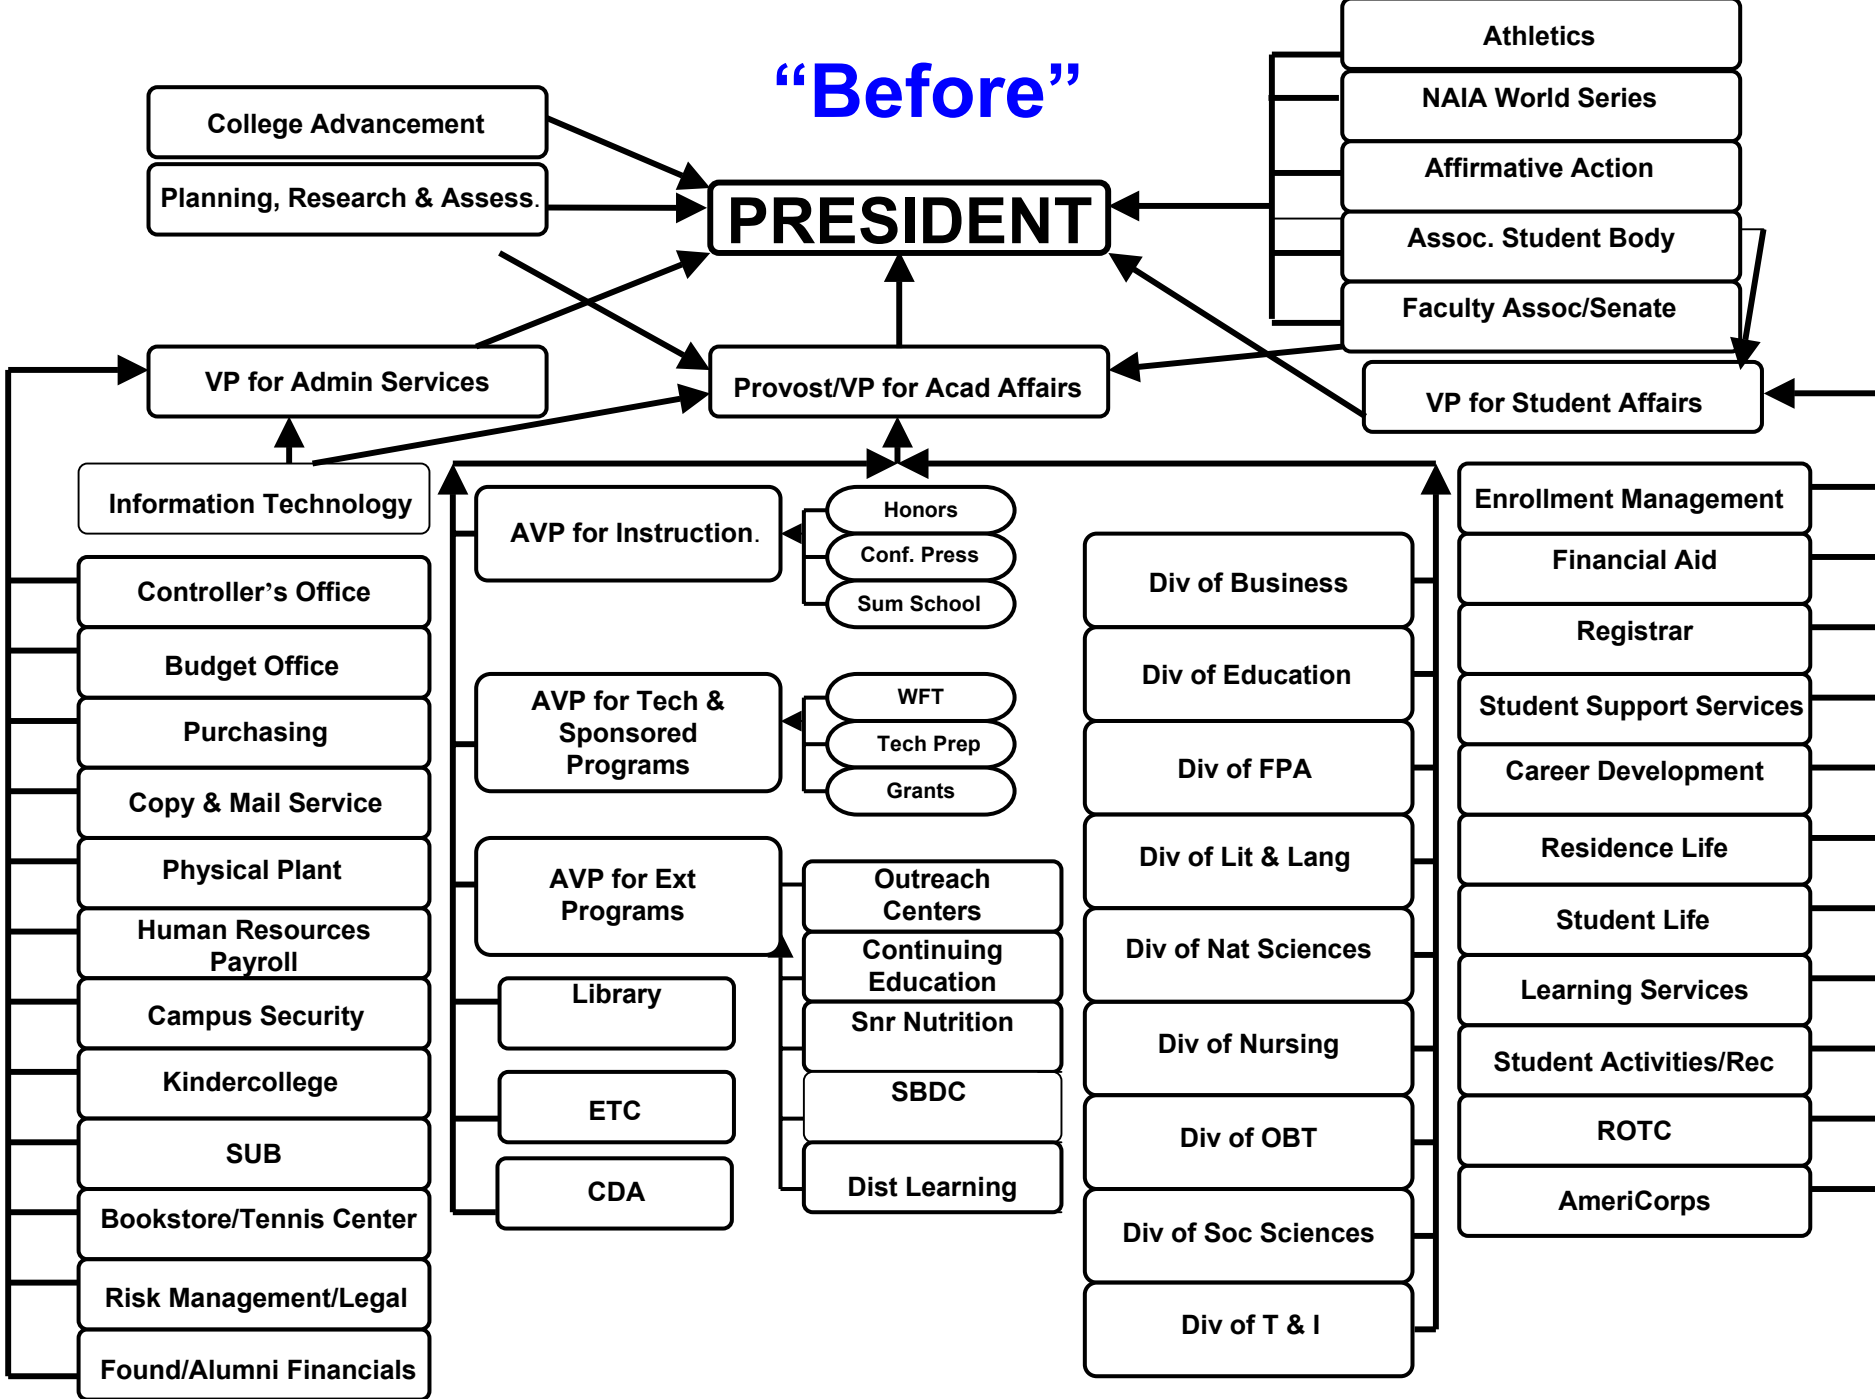 “Before”
College Advancement
Planning, Research & Assess.
PRESIDENT
Athletics
NAIA World Series
Affirmative Action
Assoc. Student Body
Faculty Assoc/Senate
VP for Admin Services
Provost/VP for Acad Affairs
VP for Student Affairs
Information Technology
Controller’s Office
Budget Office
Purchasing
Copy & Mail Service
Physical Plant
Human Resources
Payroll
Campus Security
Kindercollege
SUB
Bookstore/Tennis Center
Risk Management/Legal
Found/Alumni Financials
AVP for Instruction.
Honors
Conf. Press
Sum School
AVP for Tech &
Sponsored
Programs
WFT
Tech Prep
Grants
AVP for Ext
Programs
Outreach
Centers
Continuing
Education
Snr Nutrition
SBDC
Dist Learning
Library
ETC
CDA
Div of Business
Div of Education
Div of FPA
Div of Lit & Lang
Div of Nat Sciences
Div of Nursing
Div of OBT
Div of Soc Sciences
Div of T & I
Enrollment Management
Financial Aid
Registrar
Student Support Services
Career Development
Residence Life
Student Life
Learning Services
Student Activities/Rec
ROTC
AmeriCorps